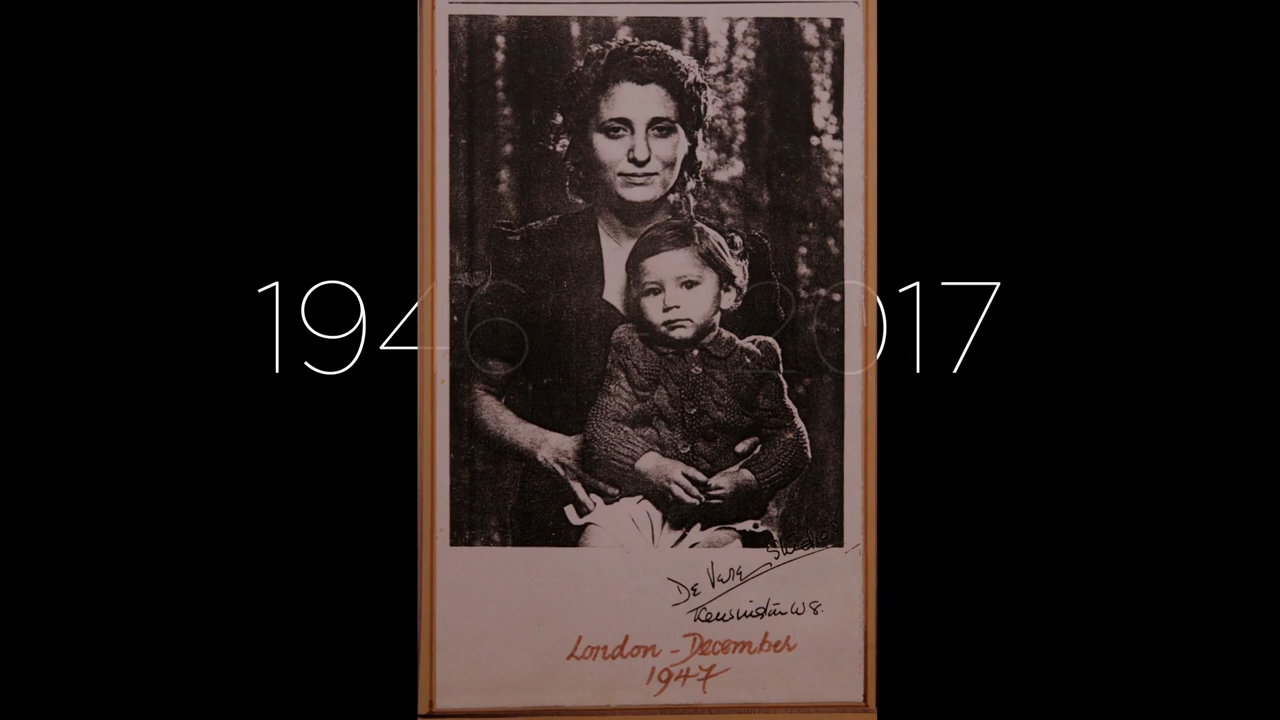 1946 - 2017
De Vere Studios
Kensington W8.
London - December
1947